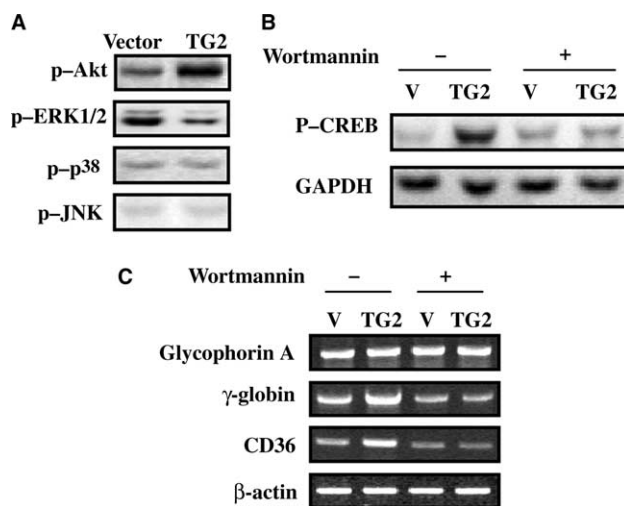 A
Vector TG2
p–Akt
p–ERK1/2
p–p38
p–JNK
B
Wortmannin – +
V TG2 V TG2
P–CREB
GAPDH
C Wortmannin – +
V TG2 V TG2
Glycophorin A
γ-globin
CD36
β-actin